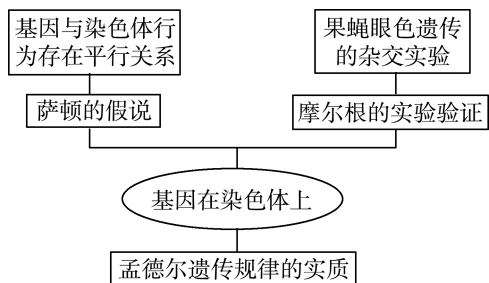 基因与染色体行
为存在平行关系
果蝇眼色遗传
的杂交实验
萨顿的假说
摩尔根的实验验证
基因在染色体上
孟德尔遗传规律的实质